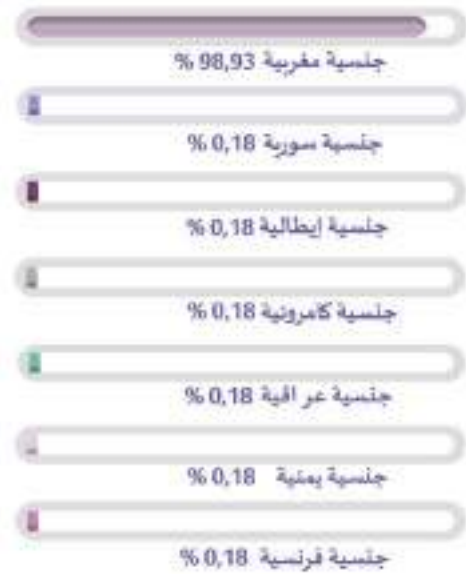 جنسية مغربية 98,93 %
جنسية سورية 0,18 %
جنسية إيطالية 0,18 %
جنسية كامرونية 0,18 %
جنسية عراقية 0,18 %
جنسية يمنية 0,18 %
جنسية فرنسية 0,18 %